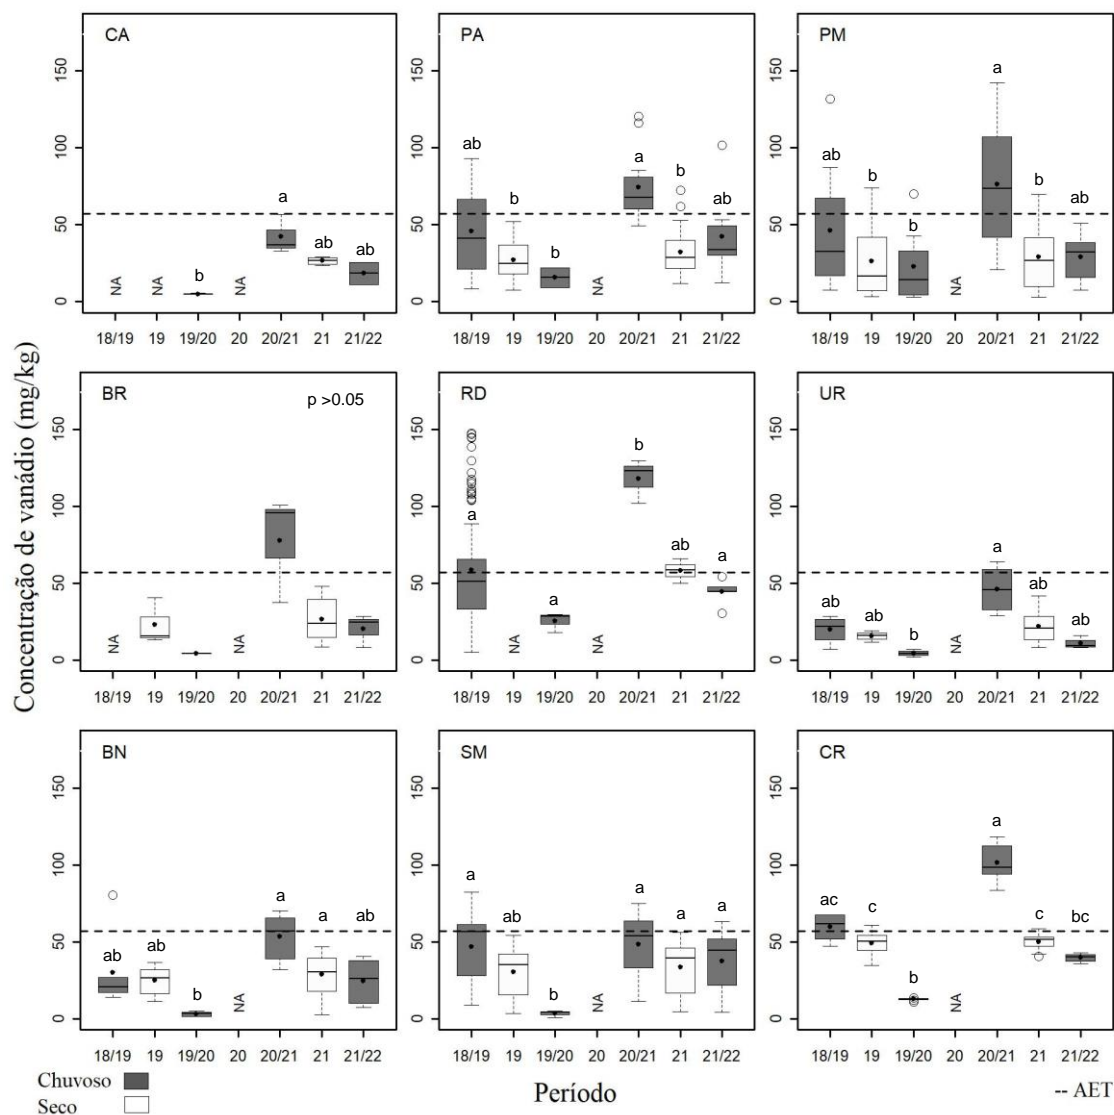 Concentração de vanádio (mg/kg)
CA
150
100
50
0
a
ab
ab
b
NA
NA
NA
18/19 19 19/20 20 20/21 21 21/22
PA
150
100
50
0
ab
b
b
a
b
ab
NA
18/19 19 19/20 20 20/21 21 21/22
PM
150
100
50
0
ab
b
b
a
b
ab
NA
18/19 19 19/20 20 20/21 21 21/22
BR
p >0.05
150
100
50
0
NA
NA
18/19 19 19/20 20 20/21 21 21/22
RD
150
100
50
0
a
a
b
ab
a
NA
NA
18/19 19 19/20 20 20/21 21 21/22
UR
150
100
50
0
ab
ab
b
a
ab
ab
NA
18/19 19 19/20 20 20/21 21 21/22
BN
150
100
50
0
ab
ab
b
a
a
ab
NA
18/19 19 19/20 20 20/21 21 21/22
SM
150
100
50
0
a
ab
b
a
a
a
NA
18/19 19 19/20 20 20/21 21 21/22
CR
150
100
50
0
ac
c
b
a
c
bc
NA
18/19 19 19/20 20 20/21 21 21/22
Chuvoso
Seco
Período
-- AET